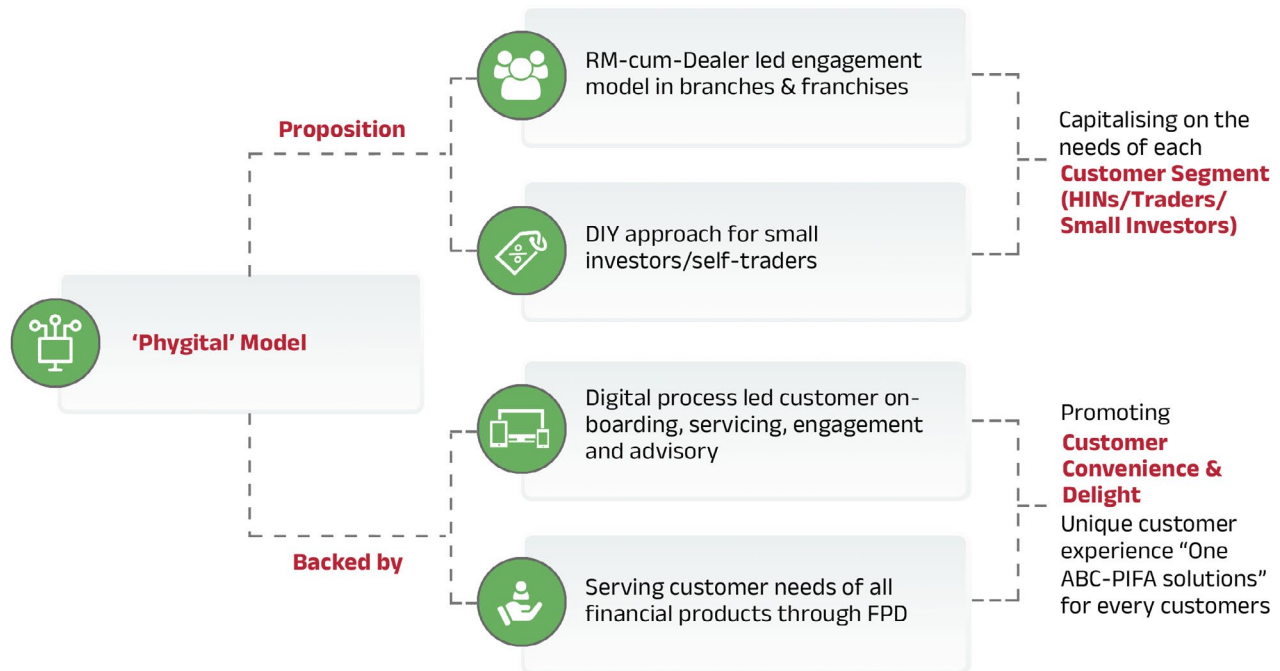 ‘Phygital’ Model
Proposition
RM-cum-Dealer led engagement
model in branches & franchises
DIY approach for small
investors/self-traders
Capitalising on the
needs of each
Customer Segment
(HINs/Traders/
Small Investors)
Backed by
Digital process led customer on-
boarding, servicing, engagement
and advisory
Serving customer needs of all
financial products through FPD
Promoting
Customer
Convenience &
Delight
Unique customer
experience “One
ABC-PIFA solutions”
for every customers